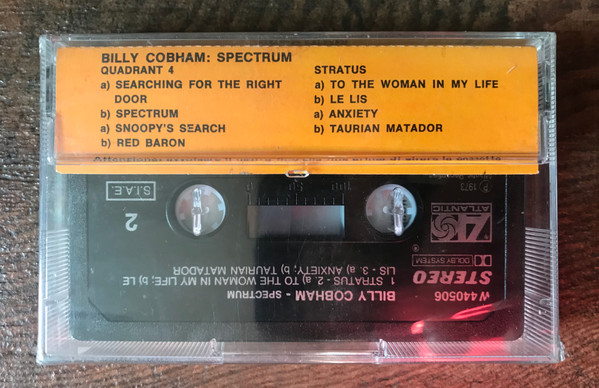 BILLY COBHAM: SPECTRUM
QUADRANT 4
a) SEARCHING FOR THE RIGHT
DOOR
b) SPECTRUM
a) SNOOPY'S SEARCH
b) RED BARON
STRATUS
a) TO THE WOMAN IN MY LIFE
b) LE LIS
a) ANXIETY
b) TAURIAN MATADOR
BILLY COBHAM - SPECTRUM
1 STRATUS - 2. a) TO THE WOMAN IN MY LIFE; b) LE
LIS - 3. a) ANXIETY; b) TAURIAN MATADOR
W 440506
STEREO
DOLBY SYSTEM
ATLANTIC
℗ 1973
2
S.I.A.E.